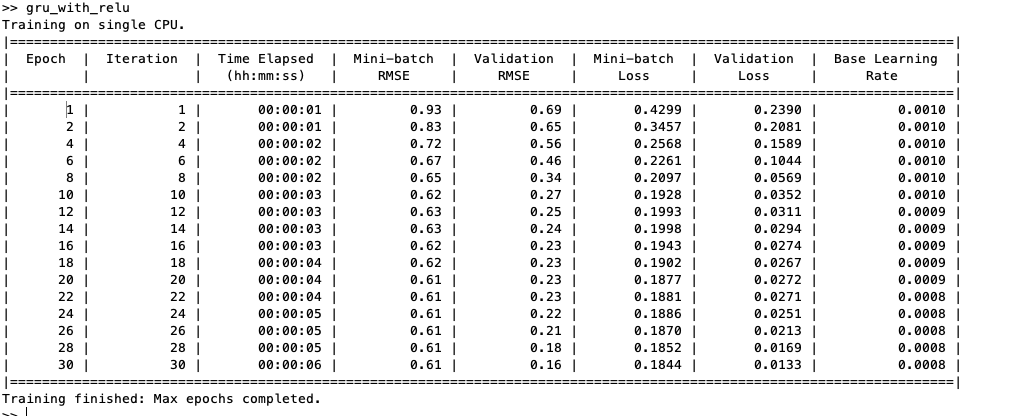 >> gru_with_relu
Training on single CPU.
|======================================================================================================================|
| Epoch | Iteration | Time Elapsed | Mini-batch | Validation | Mini-batch | Validation | Base Learning |
| | | (hh:mm:ss) | RMSE | RMSE | Loss | Loss | Rate |
|======================================================================================================================|
| 1 | 1 | 00:00:01 | 0.93 | 0.69 | 0.4299 | 0.2390 | 0.0010 |
| 2 | 2 | 00:00:01 | 0.83 | 0.65 | 0.3457 | 0.2081 | 0.0010 |
| 4 | 4 | 00:00:02 | 0.72 | 0.56 | 0.2568 | 0.1589 | 0.0010 |
| 6 | 6 | 00:00:02 | 0.67 | 0.46 | 0.2261 | 0.1044 | 0.0010 |
| 8 | 8 | 00:00:02 | 0.65 | 0.34 | 0.2097 | 0.0569 | 0.0010 |
| 10 | 10 | 00:00:03 | 0.62 | 0.27 | 0.1928 | 0.0352 | 0.0010 |
| 12 | 12 | 00:00:03 | 0.63 | 0.25 | 0.1993 | 0.0311 | 0.0009 |
| 14 | 14 | 00:00:03 | 0.63 | 0.24 | 0.1998 | 0.0294 | 0.0009 |
| 16 | 16 | 00:00:03 | 0.62 | 0.23 | 0.1943 | 0.0274 | 0.0009 |
| 18 | 18 | 00:00:04 | 0.62 | 0.23 | 0.1902 | 0.0267 | 0.0009 |
| 20 | 20 | 00:00:04 | 0.61 | 0.23 | 0.1877 | 0.0272 | 0.0009 |
| 22 | 22 | 00:00:04 | 0.61 | 0.23 | 0.1881 | 0.0271 | 0.0008 |
| 24 | 24 | 00:00:05 | 0.61 | 0.22 | 0.1886 | 0.0251 | 0.0008 |
| 26 | 26 | 00:00:05 | 0.61 | 0.21 | 0.1870 | 0.0213 | 0.0008 |
| 28 | 28 | 00:00:05 | 0.61 | 0.18 | 0.1852 | 0.0169 | 0.0008 |
| 30 | 30 | 00:00:06 | 0.61 | 0.16 | 0.1844 | 0.0133 | 0.0008 |
|======================================================================================================================|
Training finished: Max epochs completed.
>>